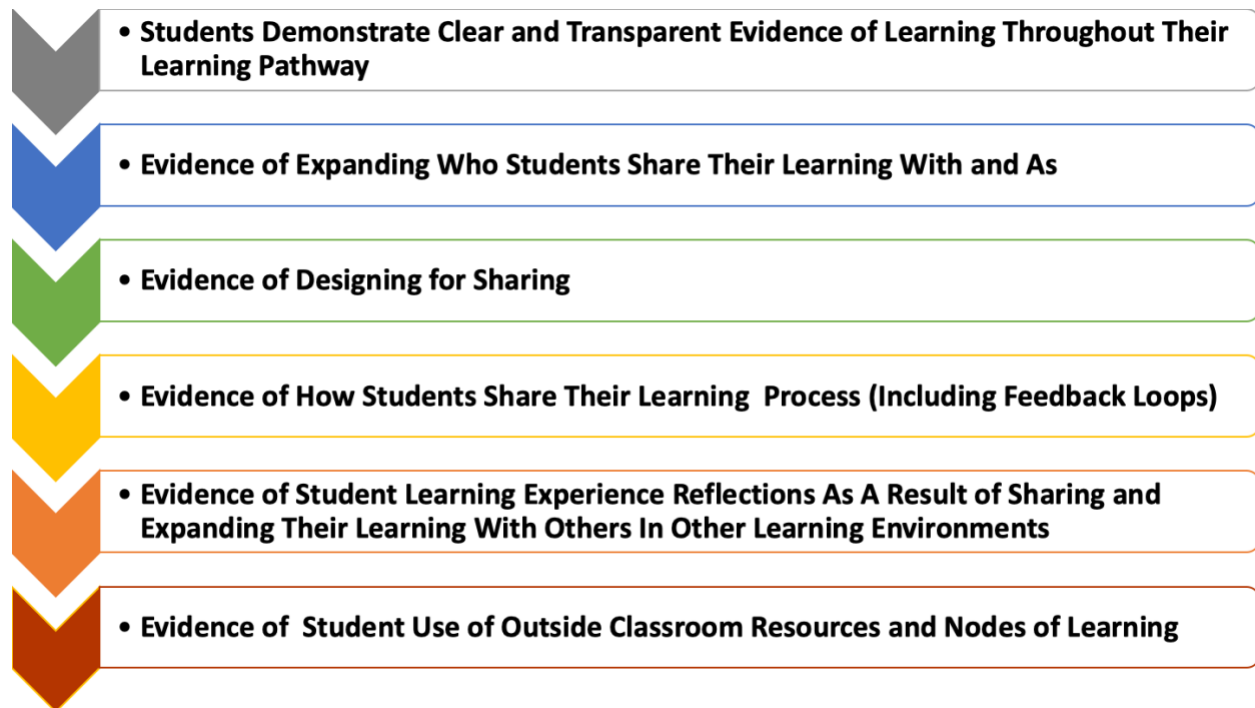 • Students Demonstrate Clear and Transparent Evidence of Learning Throughout Their
Learning Pathway
• Evidence of Expanding Who Students Share Their Learning With and As
• Evidence of Designing for Sharing
• Evidence of How Students Share Their Learning  Process (Including Feedback Loops)
• Evidence of Student Learning Experience Reflections As A Result of Sharing and
Expanding Their Learning With Others In Other Learning Environments
• Evidence of  Student Use of Outside Classroom Resources and Nodes of Learning